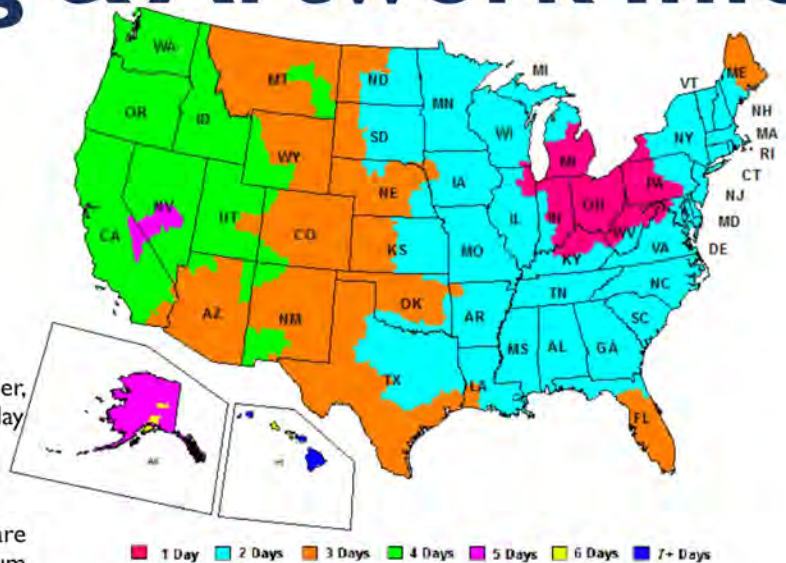 WA
MT
ND
MN
MI
VT
ME
OR
ID
SD
WI
NY
NH
MA
RI
CT
WY
MI
PA
NJ
NV
NE
IA
IL
IN
OH
MD
UT
CO
WV
DE
CA
KS
MO
KY
VA
AZ
NM
OK
AR
TN
NC
SC
MS
AL
GA
TX
LA
FL
er,
lay
are
1 Day
2 Days
3 Days
4 Days
5 Days
6 Days
7+ Days